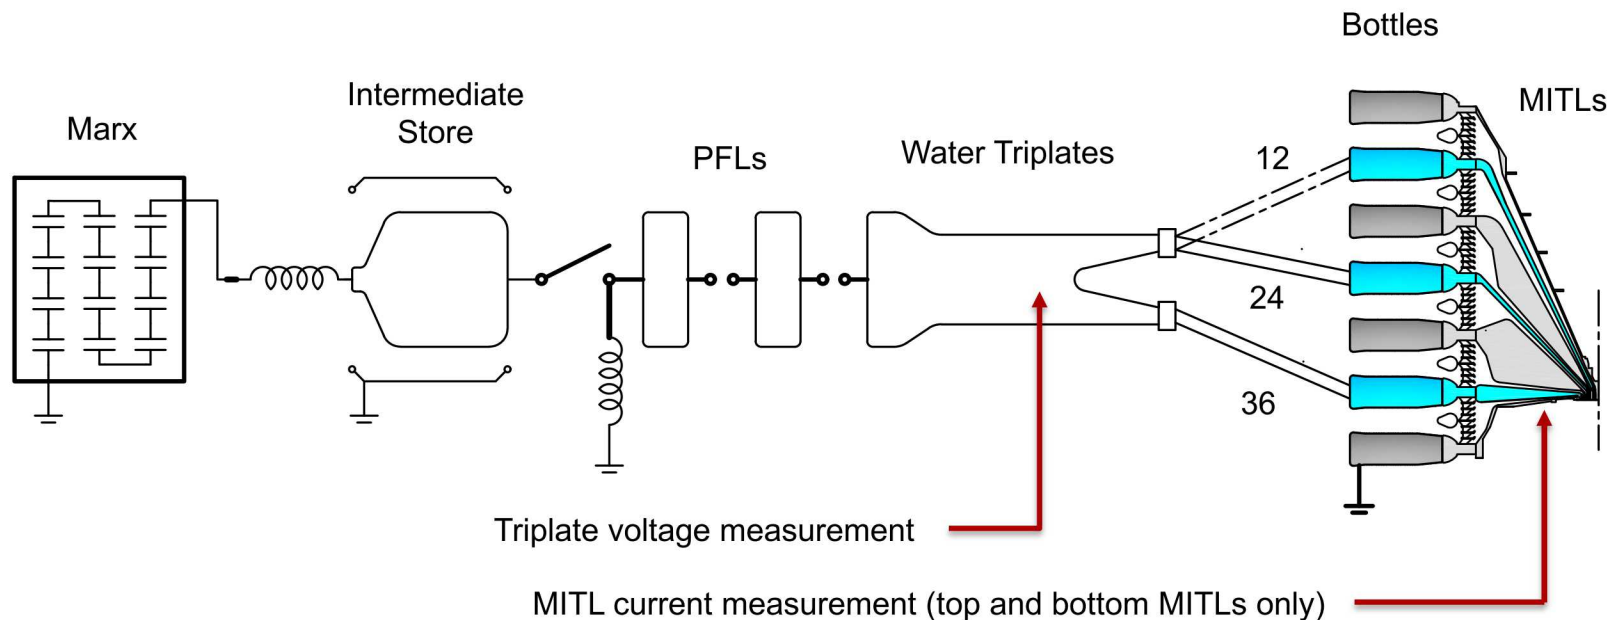 Bottles
Intermediate
Store
MITLs
Marx
PFLs
Water Triplates
12
24
36
Triplate voltage measurement
MITL current measurement (top and bottom MITLs only)